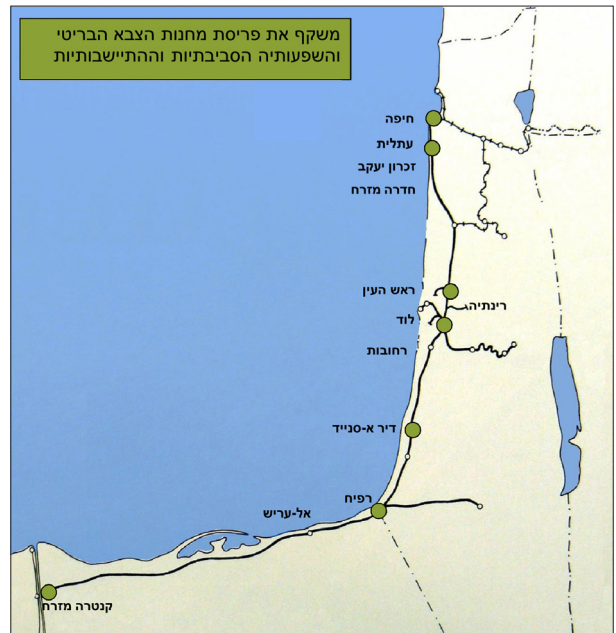 משקף את פריסת מחנות הצבא הבריטי
והשפעותיה הסביבתיות וההתיישבותיות
חיפה
עתלית
זכרון יעקב
חדרה מזרח
ראש העין
רינתיה
לוד
רחובות
דיר א-סנייד
רפיח
אל-עריש
קנטרה מזרח